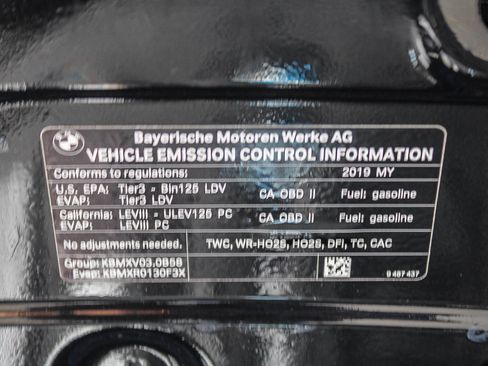 Bayerische Motoren Werke AG
VEHICLE EMISSION CONTROL INFORMATION
Conforms to regulations: 2019 MY
U.S. EPA: Tier3 - Bin125 LDV CA OBD II Fuel: gasoline
EVAP: Tier3 LDV
California: LEVIII - ULEV125 PC CA OBD II Fuel: gasoline
EVAP: LEVIII PC
No adjustments needed. TWC, WR-HO2S, HO2S, DFI, TC, CAC
Group: KBMXV03.0B58
Evap: KBMXR0130F3X 9 487 437